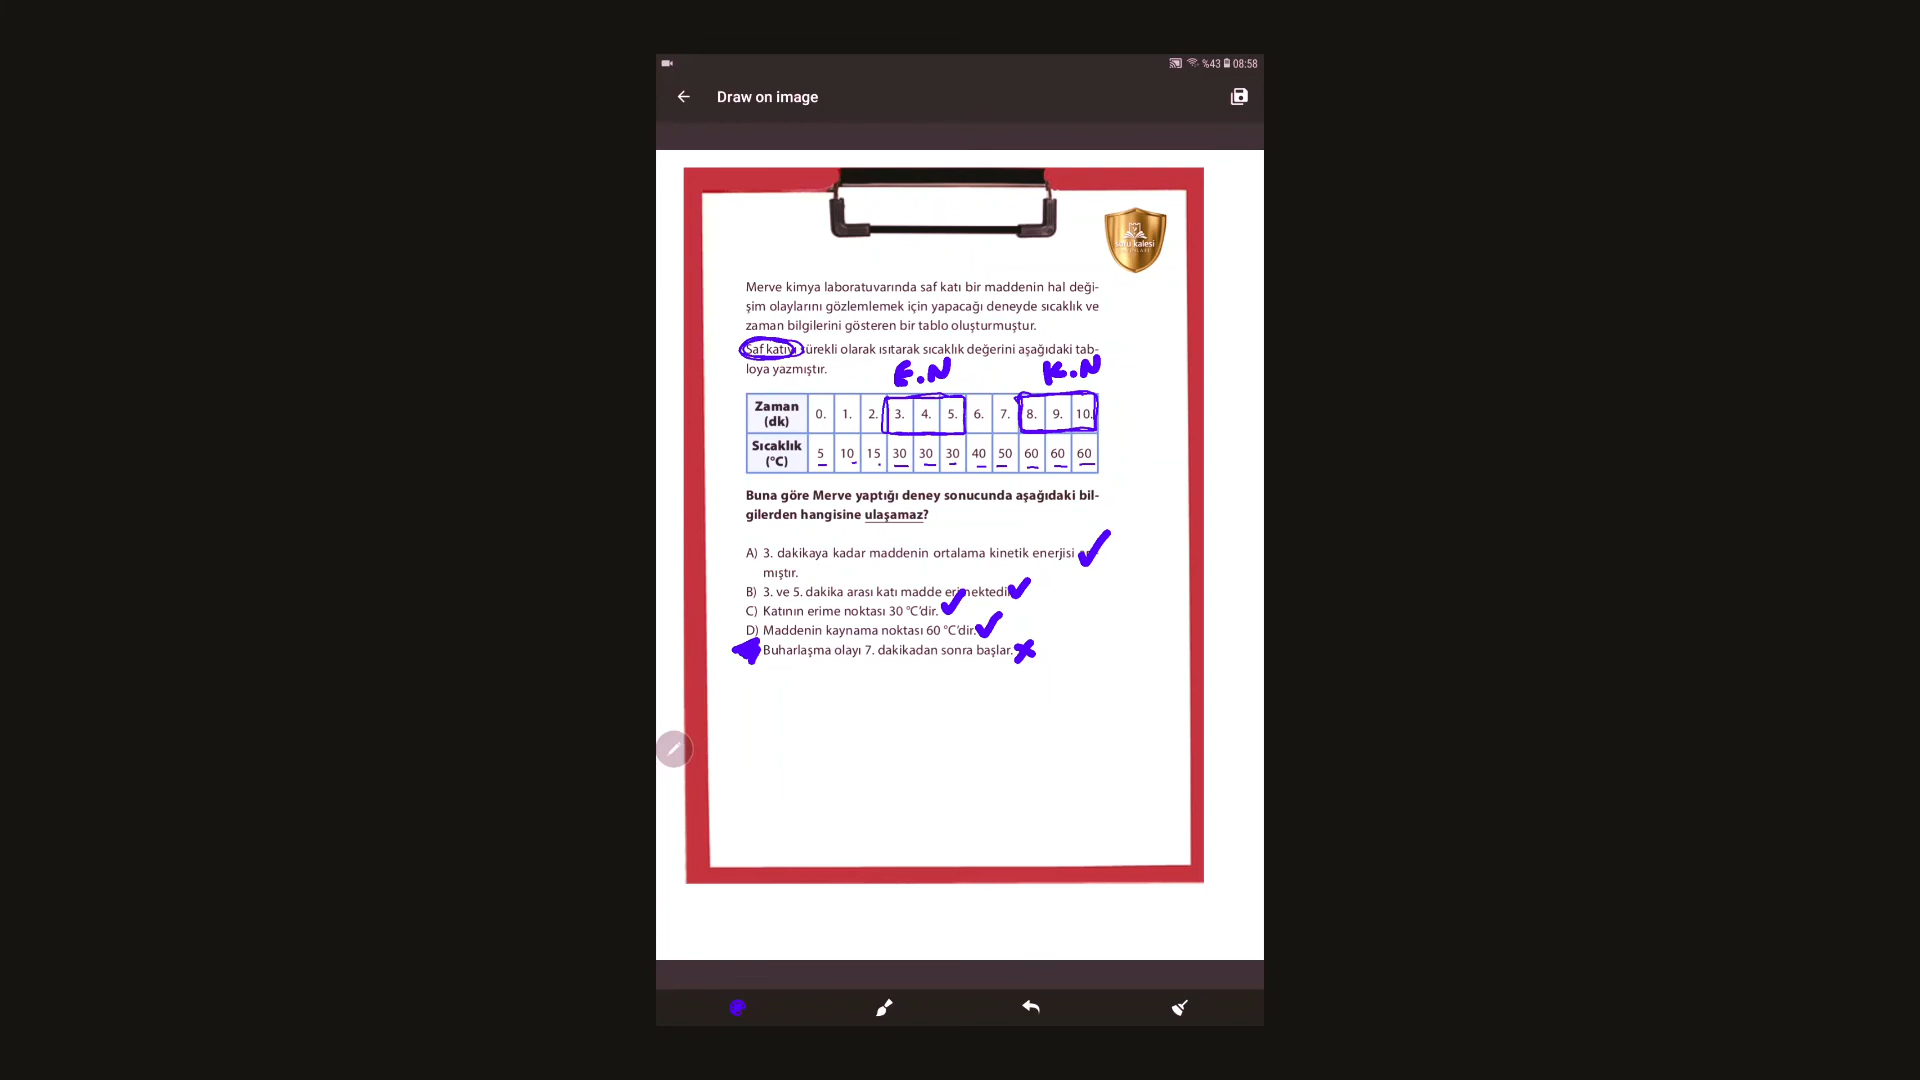 %43 08:58
Draw on image
soru kalesi
Merve kimya laboratuvarında saf katı bir maddenin hal deği-
şim olaylarını gözlemlemek için yapacağı deneyde sıcaklık ve
zaman bilgilerini gösteren bir tablo oluşturmuştur.
Saf katıyı sürekli olarak ısıtarak sıcaklık değerini aşağıdaki tab-
loya yazmıştır.
E.N K.N
Zaman (dk) 0. 1. 2. 3. 4. 5. 6. 7. 8. 9. 10.
Sıcaklık (°C) 5 10 15 30 30 30 40 50 60 60 60
Buna göre Merve yaptığı deney sonucunda aşağıdaki bil-
gilerden hangisine ulaşamaz?
A) 3. dakikaya kadar maddenin ortalama kinetik enerjisi art-
mıştır.
B) 3. ve 5. dakika arası katı madde erimektedir.
C) Katının erime noktası 30 °C'dir.
D) Maddenin kaynama noktası 60 °C'dir.
Buharlaşma olayı 7. dakikadan sonra başlar.